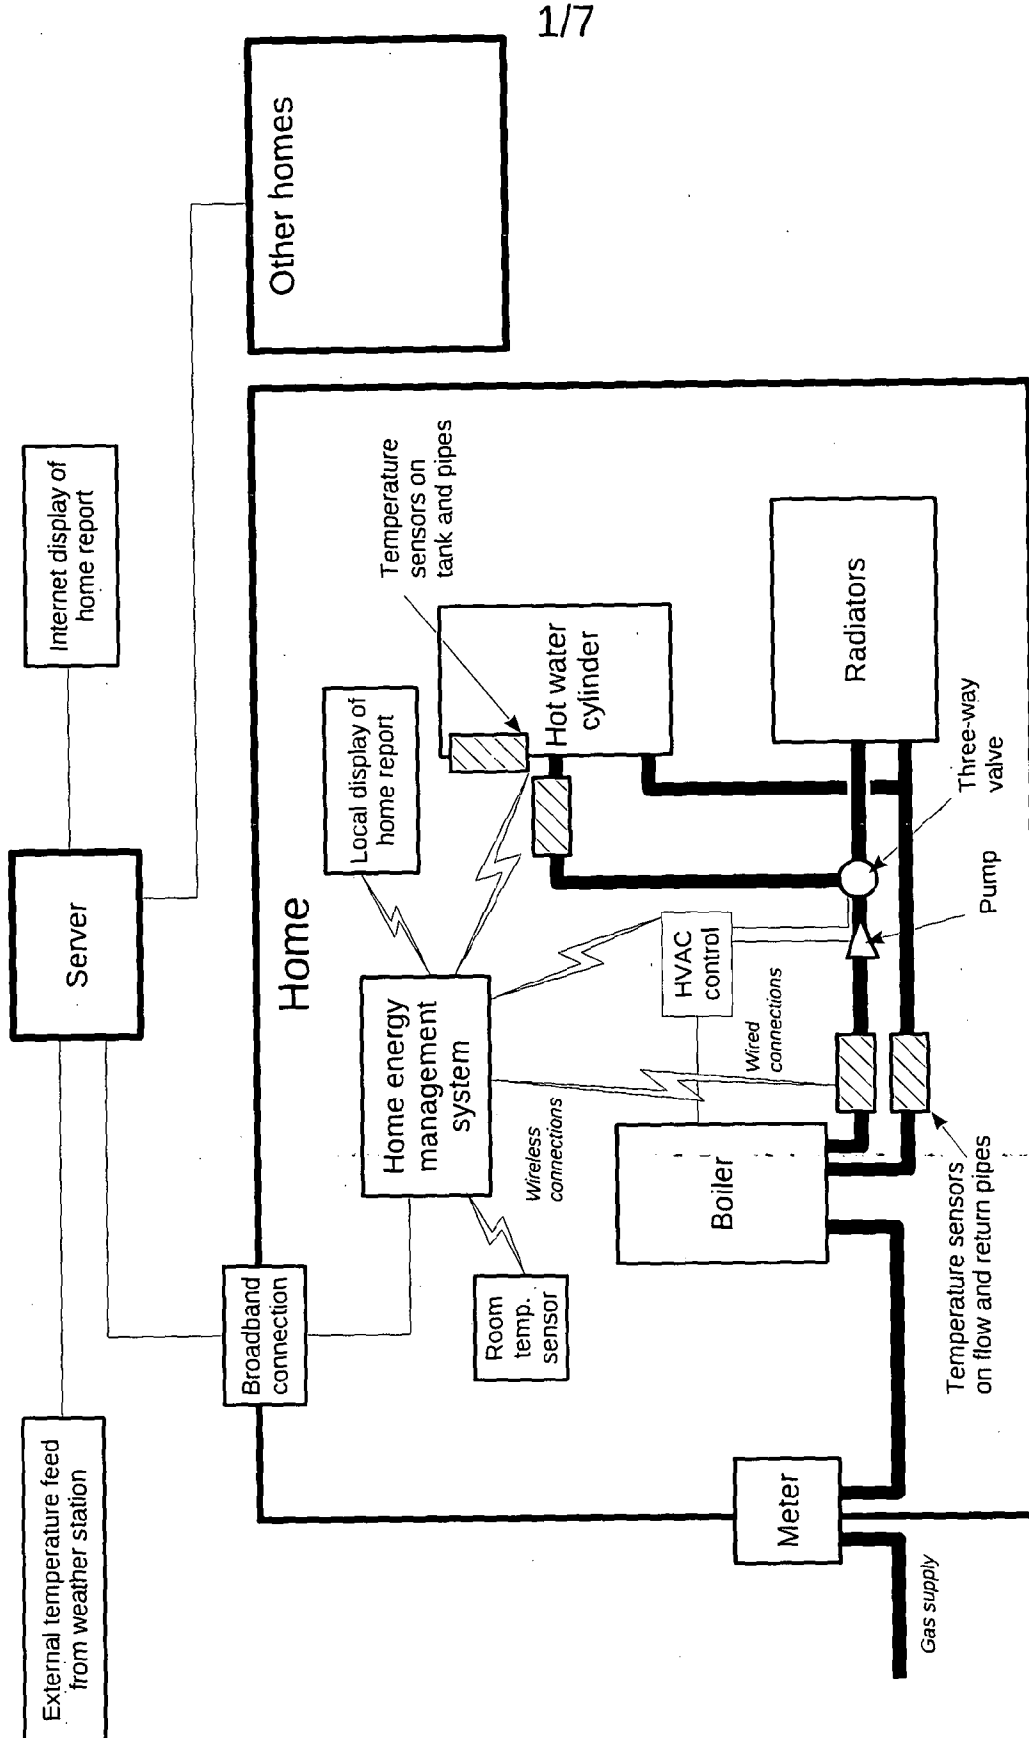 1/7
External temperature feed
from weather station
Server
Internet display of
home report
Other homes
Home
Broadband
connection
Home energy
management
system
Local display of
home report
Temperature
sensors on
tank and pipes
Room
temp.
sensor
Wireless
connections
Hot water
cylinder
HVAC
control
Wired
connections
Boiler
Radiators
Meter
Gas supply
Temperature sensors
on flow and return pipes
Pump
Three-way
valve